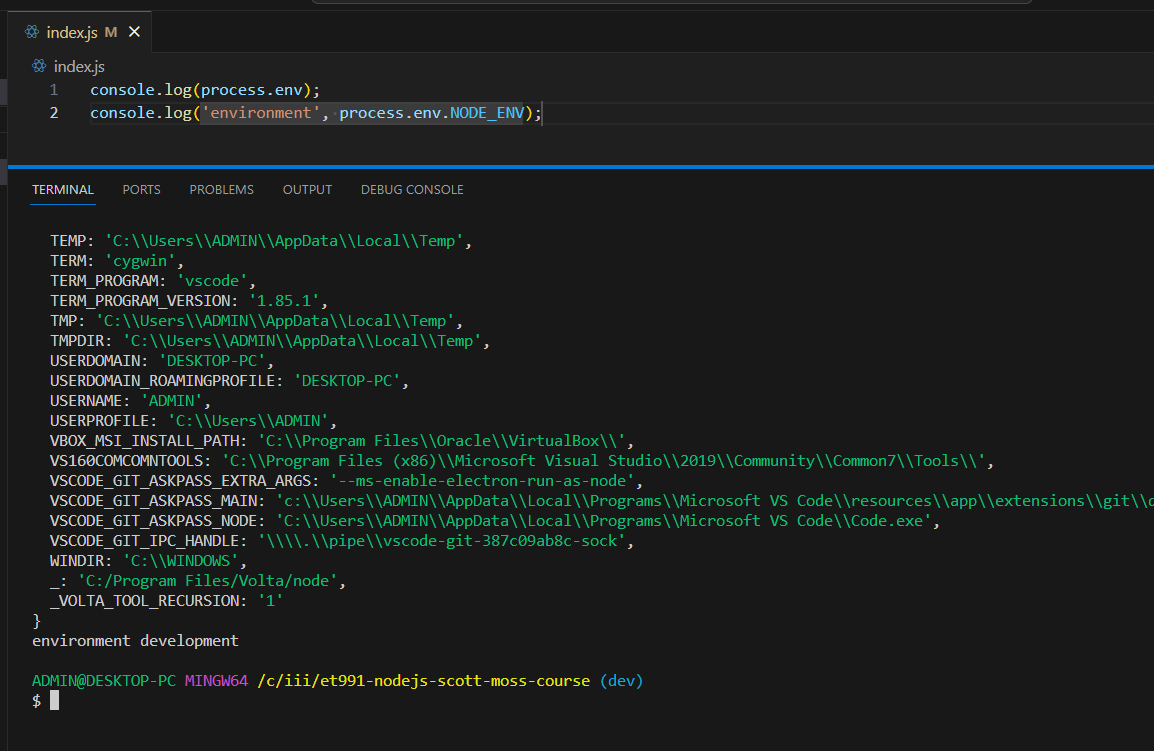 index.js M
index.js
1 console.log(process.env);
2 console.log('environment', process.env.NODE_ENV);
TERMINAL PORTS PROBLEMS OUTPUT DEBUG CONSOLE
TEMP: 'C:\\Users\\ADMIN\\AppData\\Local\\Temp',
TERM: 'cygwin',
TERM_PROGRAM: 'vscode',
TERM_PROGRAM_VERSION: '1.85.1',
TMP: 'C:\\Users\\ADMIN\\AppData\\Local\\Temp',
TMPDIR: 'C:\\Users\\ADMIN\\AppData\\Local\\Temp',
USERDOMAIN: 'DESKTOP-PC',
USERDOMAIN_ROAMINGPROFILE: 'DESKTOP-PC',
USERNAME: 'ADMIN',
USERPROFILE: 'C:\\Users\\ADMIN',
VBOX_MSI_INSTALL_PATH: 'C:\\Program Files\\Oracle\\VirtualBox\\',
VS160COMCOMNTOOLS: 'C:\\Program Files (x86)\\Microsoft Visual Studio\\2019\\Community\\Common7\\Tools\\',
VSCODE_GIT_ASKPASS_EXTRA_ARGS: '--ms-enable-electron-run-as-node',
VSCODE_GIT_ASKPASS_MAIN: 'c:\\Users\\ADMIN\\AppData\\Local\\Programs\\Microsoft VS Code\\resources\\app\\extensions\\git\\
VSCODE_GIT_ASKPASS_NODE: 'C:\\Users\\ADMIN\\AppData\\Local\\Programs\\Microsoft VS Code\\Code.exe',
VSCODE_GIT_IPC_HANDLE: '\\\\.\\pipe\\vscode-git-387c09ab8c-sock',
WINDIR: 'C:\\WINDOWS',
_: 'C:/Program Files/Volta/node',
_VOLTA_TOOL_RECURSION: '1'
}
environment development
ADMIN@DESKTOP-PC MINGW64 /c/iii/et991-nodejs-scott-moss-course (dev)
$